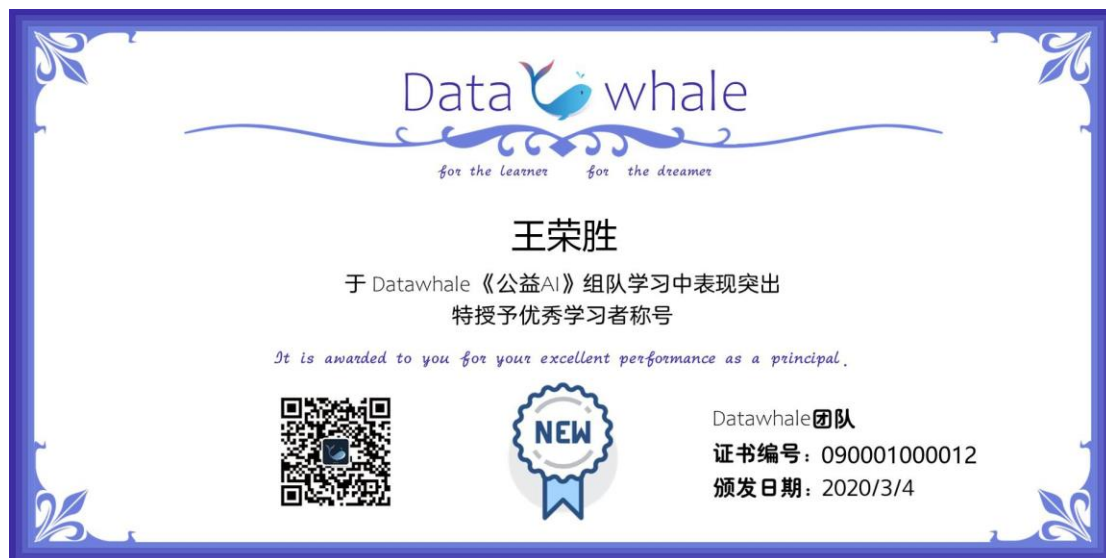 Data whale
for the learner for the dreamer
王荣胜
于 Datawhale《公益AI》组队学习中表现突出
特授予优秀学习者称号
It is awarded to you for your excellent performance as a principal.
NEW
Datawhale团队
证书编号：090001000012
颁发日期：2020/3/4